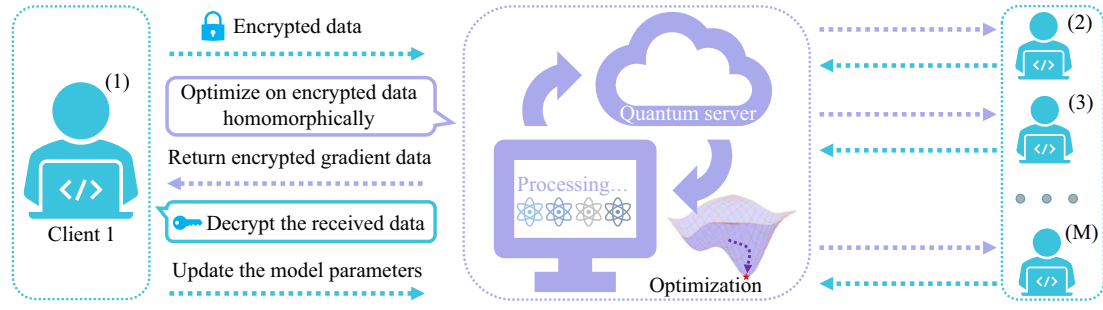 (1)
</>
Client 1
Encrypted data
Optimize on encrypted data
homomorphically
Return encrypted gradient data
Decrypt the received data
Update the model parameters
Quantum server
Processing…
Optimization
(2)
</>
(3)
</>
(M)
</>